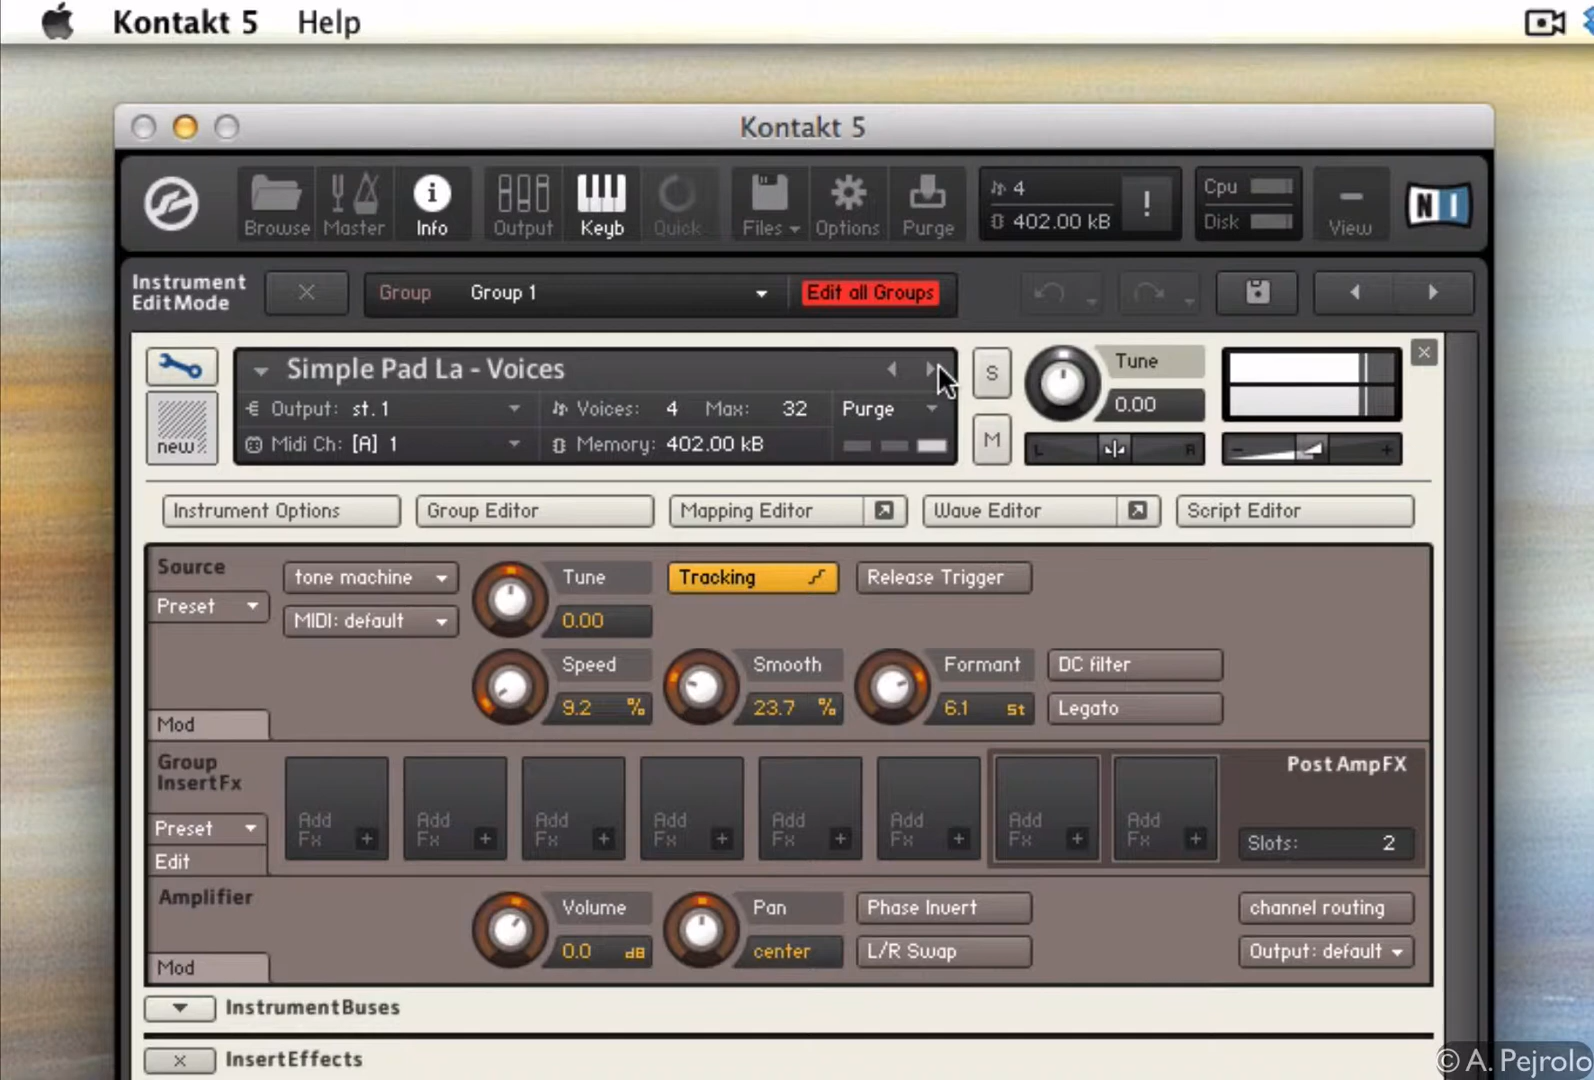 Kontakt 5 Help
Kontakt 5
Browse Master Info Output Keyb Quick Files Options Purge
4
402.00 kB
!
Cpu
Disk
View
NI
Instrument
EditMode
Group Group 1 Edit all Groups
Simple Pad La - Voices
S
Tune
0.00
Output: st. 1 Voices: 4 Max: 32 Purge
new
Midi Ch: [A] 1 Memory: 402.00 kB
M
L R
- +
Instrument Options Group Editor Mapping Editor Wave Editor Script Editor
Source
Preset
tone machine
MIDI: default
Tune
0.00
Tracking
Release Trigger
Speed
9.2 %
Smooth
23.7 %
Formant
6.1 st
DC filter
Legato
Mod
Group
InsertFx
Preset
Edit
Add
Fx +
Add
Fx +
Add
Fx +
Add
Fx +
Add
Fx +
Add
Fx +
Add
Fx +
Add
Fx +
PostAmpFX
Slots: 2
Amplifier
Mod
Volume
0.0 dB
Pan
center
Phase Invert
L/R Swap
channel routing
Output: default
InstrumentBuses
InsertEffects
© A. Pejrolo